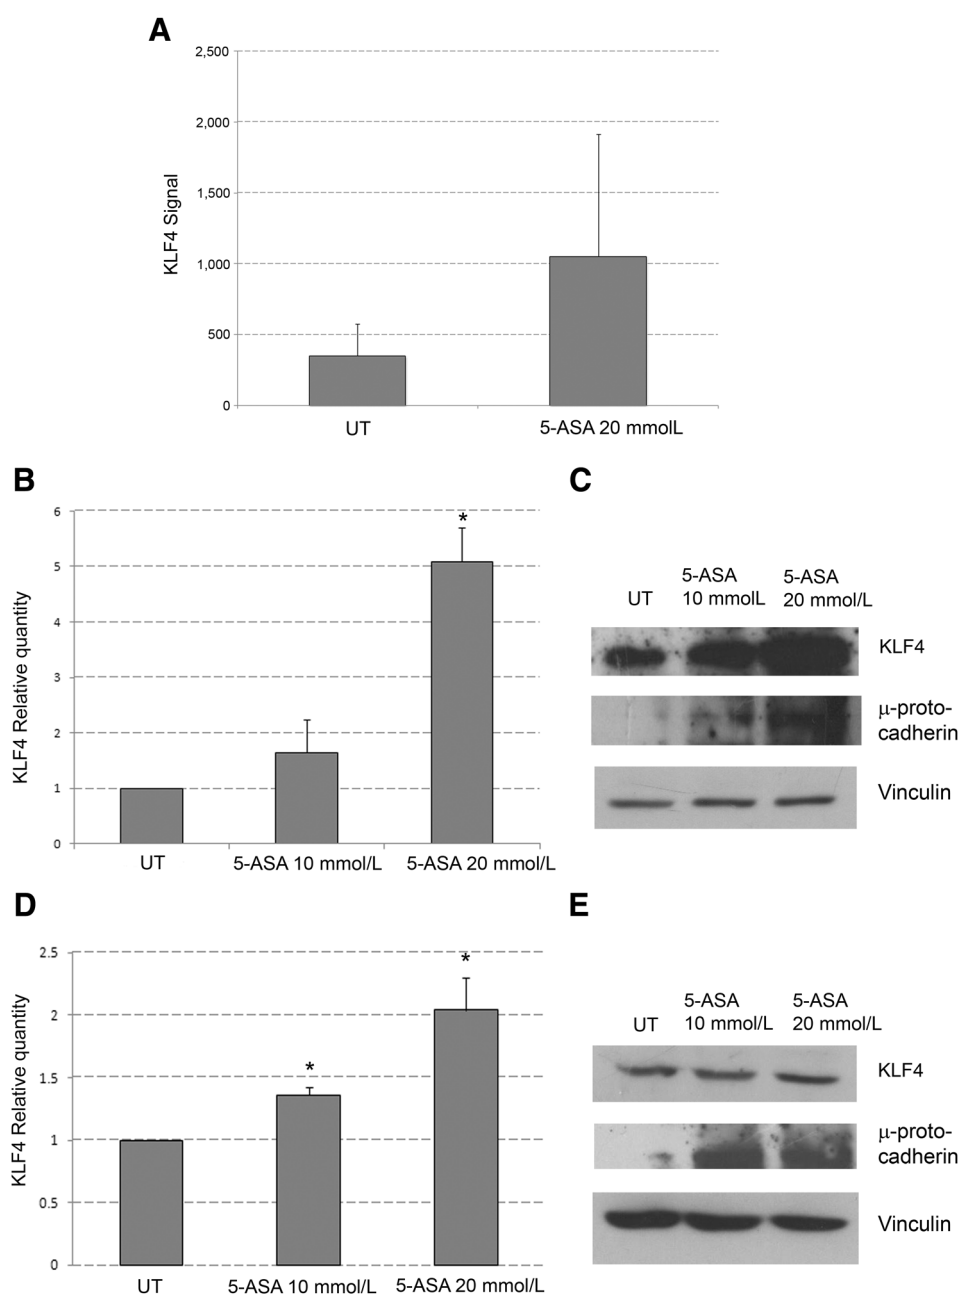 A
2,500
2,000
1,500
1,000
500
0
KLF4 Signal
UT
5-ASA 20 mmolL
B
6
5
4
3
2
1
0
KLF4 Relative quantity
*
UT
5-ASA 10 mmol/L
5-ASA 20 mmol/L
C
UT
5-ASA
10 mmolL
5-ASA
20 mmol/L
KLF4
μ-proto-
cadherin
Vinculin
D
2.5
2
1.5
1
0.5
0
KLF4 Relative quantity
*
*
UT
5-ASA 10 mmol/L
5-ASA 20 mmol/L
E
UT
5-ASA
10 mmol/L
5-ASA
20 mmol/L
KLF4
μ-proto-
cadherin
Vinculin